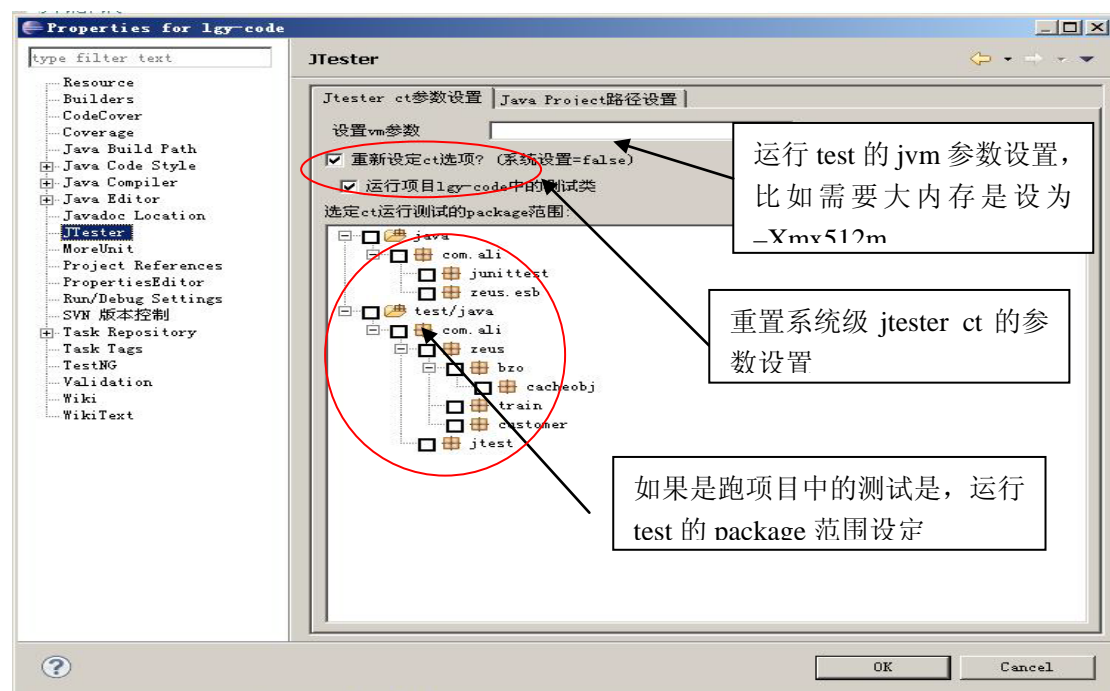 Properties for lgy-code
type filter text
JTester
Resource
Builders
CodeCover
Coverage
Java Build Path
Java Code Style
Java Compiler
Java Editor
Javadoc Location
JTester
MoreUnit
Project References
PropertiesEditor
Run/Debug Settings
SVN 版本控制
Task Repository
Task Tags
TestNG
Validation
Wiki
WikiText
Jtester ct参数设置
Java Project路径设置
设置vm参数
重新设定ct选项? (系统设置=false)
运行项目lgy-code中的测试类
选定ct运行测试的package范围:
java
com.ali
junittest
zeus.esb
test/java
com.ali
zeus
bzo
cacheobj
train
customer
jtest
运行 test 的 jvm 参数设置,
比如需要大内存是设为
–Xmx512m
重置系统级 jtester ct 的参
数设置
如果是跑项目中的测试是，运行
test 的 package 范围设定
OK
Cancel